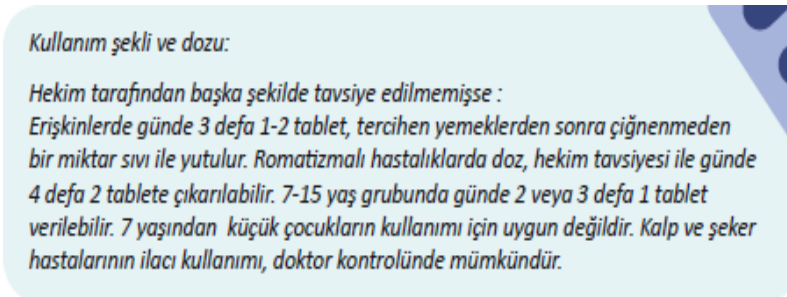 Kullanım şekli ve dozu:
Hekim tarafından başka şekilde tavsiye edilmemişse :
Erişkinlerde günde 3 defa 1-2 tablet, tercihen yemeklerden sonra çiğnenmeden
bir miktar sıvı ile yutulur. Romatizmalı hastalıklarda doz, hekim tavsiyesi ile günde
4 defa 2 tablete çıkarılabilir. 7-15 yaş grubunda günde 2 veya 3 defa 1 tablet
verilebilir. 7 yaşından küçük çocukların kullanımı için uygun değildir. Kalp ve şeker
hastalarının ilacı kullanımı, doktor kontrolünde mümkündür.